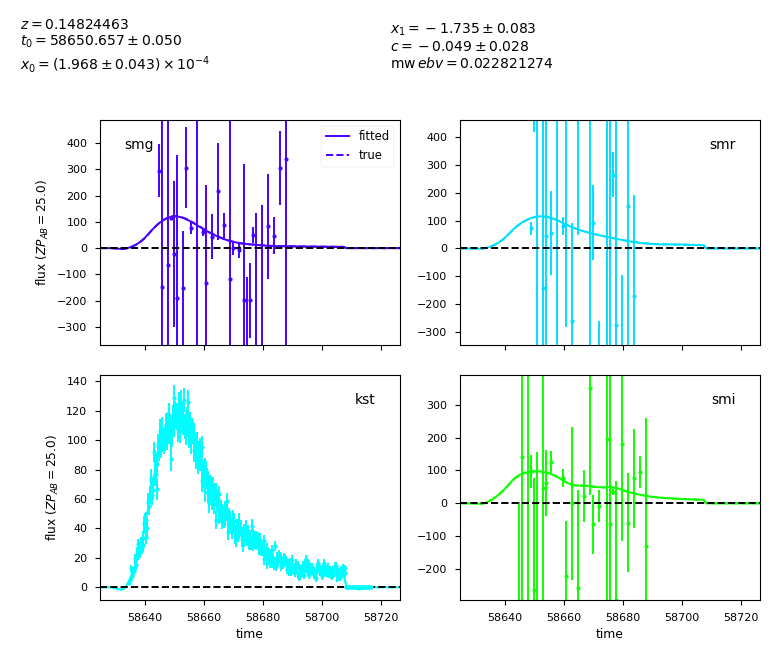 z = 0.14824463
t₀ = 58650.657 ± 0.050
x₀ = (1.968 ± 0.043) × 10⁻⁴
x₁ = −1.735 ± 0.083
c = −0.049 ± 0.028
mw ebv = 0.022821274
smg
fitted
true
flux (ZP_AB = 25.0)
400
300
200
100
0
−100
−200
−300
smr
400
300
200
100
0
−100
−200
−300
kst
flux (ZP_AB = 25.0)
140
120
100
80
60
40
20
0
58640 58660 58680 58700 58720
time
smi
300
200
100
0
−100
−200
58640 58660 58680 58700 58720
time